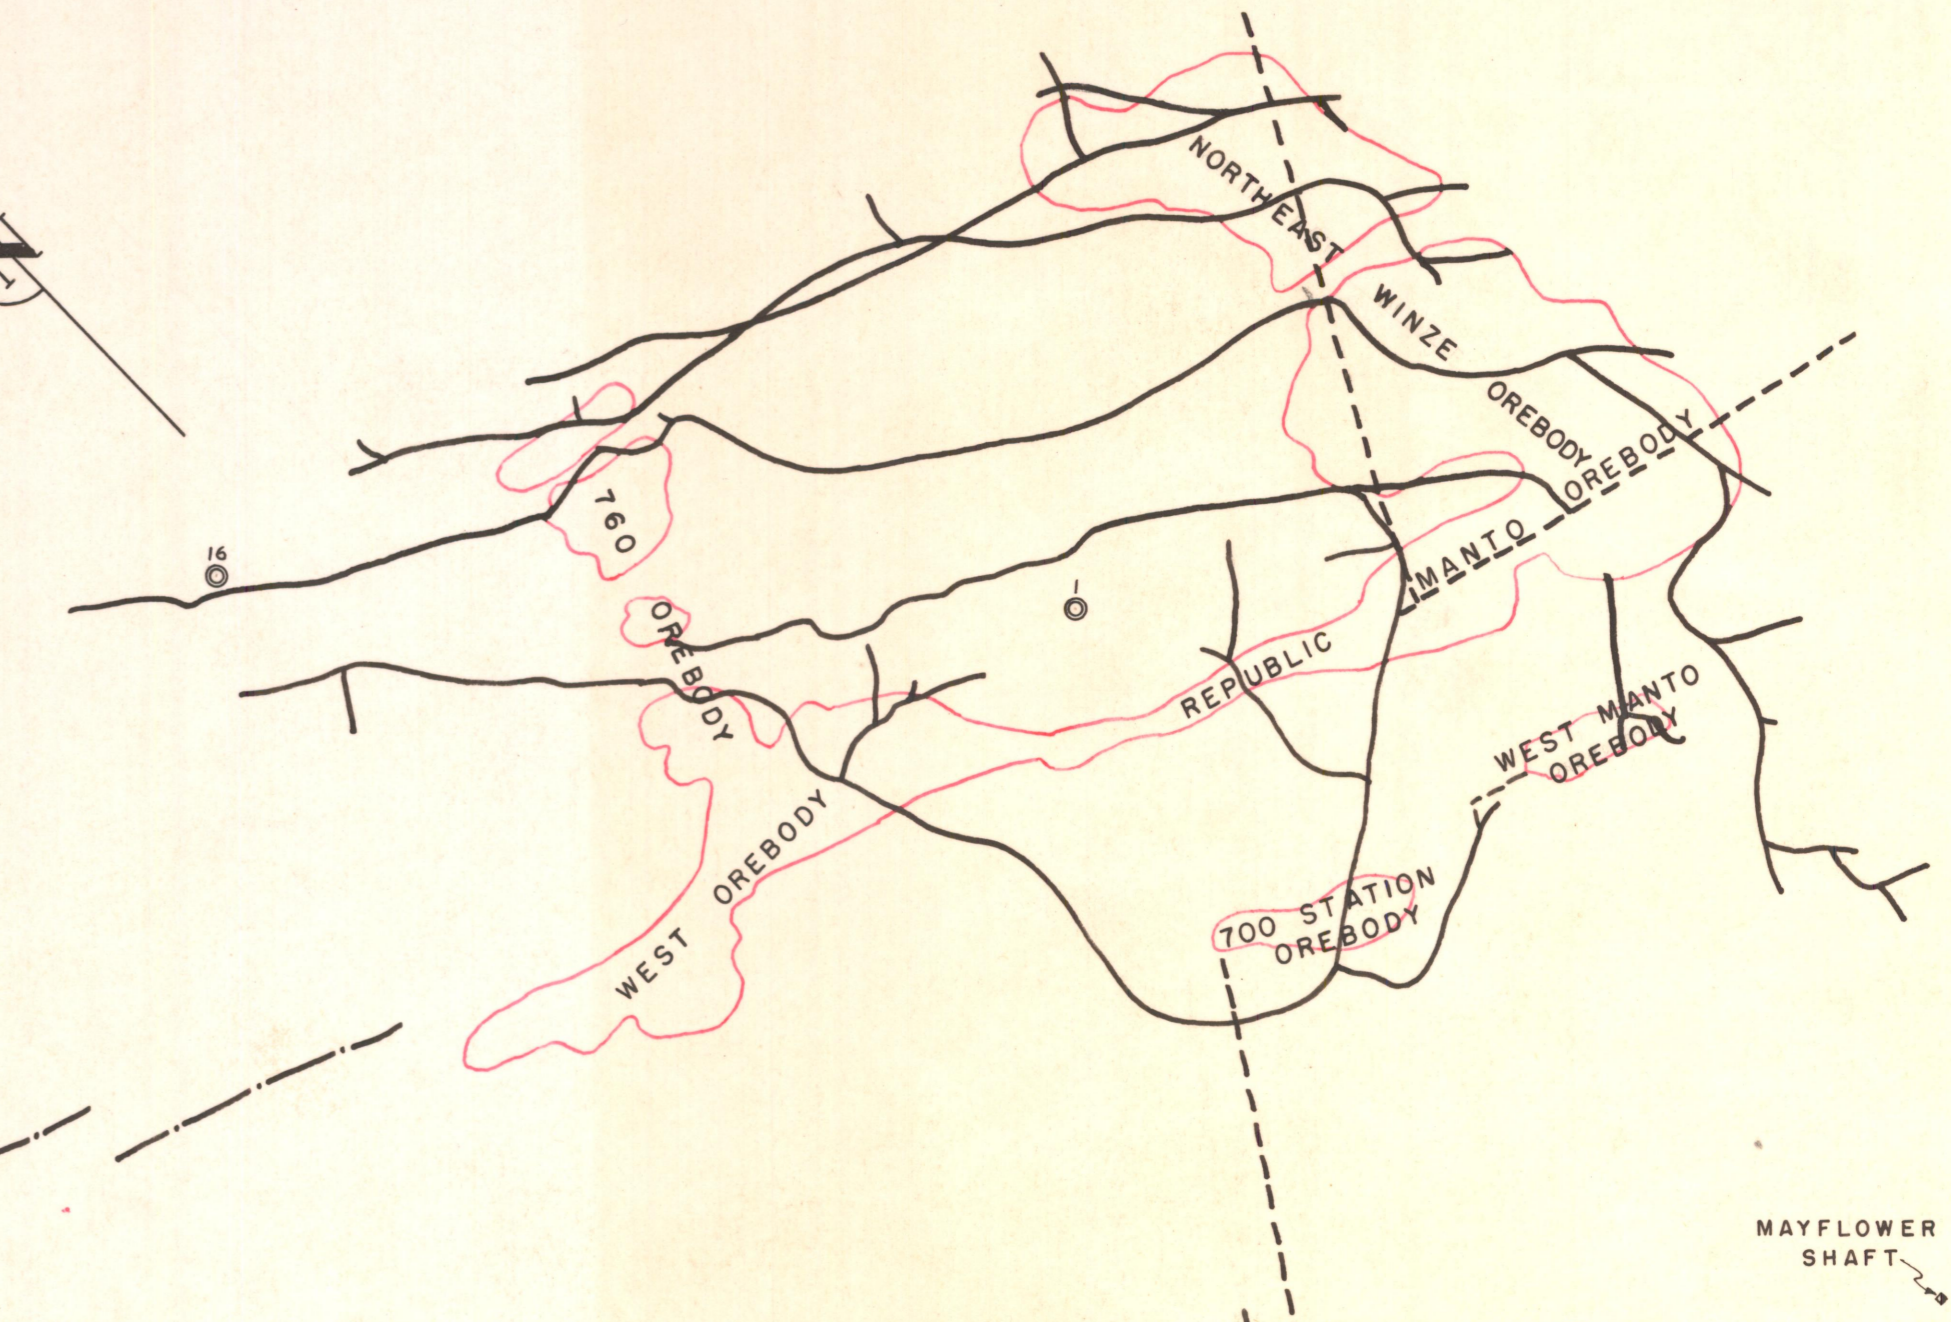 NORTHEAST
WINZE
OREBODY
MANTO OREBODY
16
760
OREBODY
1
REPUBLIC
WEST MANTO
OREBODY
WEST OREBODY
700 STATION
OREBODY
MAYFLOWER
SHAFT